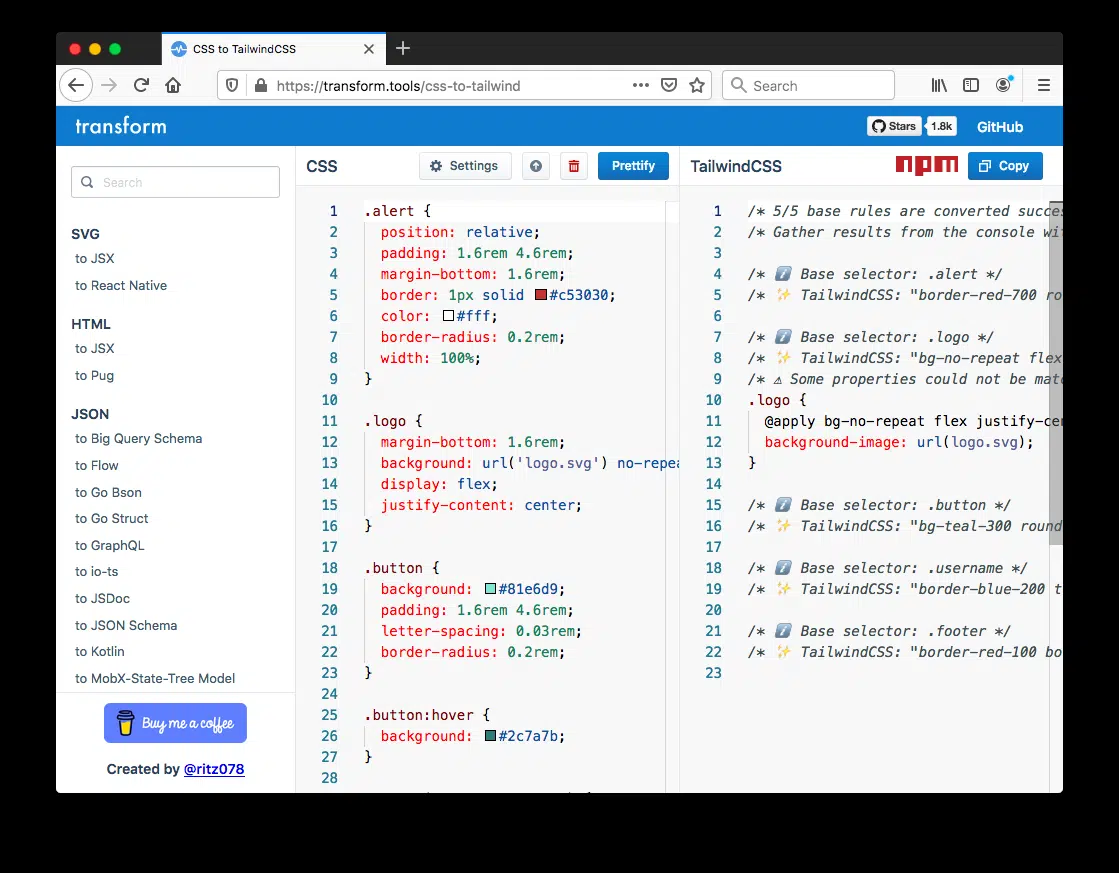 CSS to TailwindCSS
https://transform.tools/css-to-tailwind
Search
transform
Stars
1.8k
GitHub
Search
SVG
to JSX
to React Native
HTML
to JSX
to Pug
JSON
to Big Query Schema
to Flow
to Go Bson
to Go Struct
to GraphQL
to io-ts
to JSDoc
to JSON Schema
to Kotlin
to MobX-State-Tree Model
Buy me a coffee
Created by @ritz078
CSS
Settings
Prettify
1 .alert {
2 position: relative;
3 padding: 1.6rem 4.6rem;
4 margin-bottom: 1.6rem;
5 border: 1px solid #c53030;
6 color: #fff;
7 border-radius: 0.2rem;
8 width: 100%;
9 }
10
11 .logo {
12 margin-bottom: 1.6rem;
13 background: url('logo.svg') no-repea
14 display: flex;
15 justify-content: center;
16 }
17
18 .button {
19 background: #81e6d9;
20 padding: 1.6rem 4.6rem;
21 letter-spacing: 0.03rem;
22 border-radius: 0.2rem;
23 }
24
25 .button:hover {
26 background: #2c7a7b;
27 }
28
TailwindCSS
npm
Copy
1 /* 5/5 base rules are converted succe
2 /* Gather results from the console wi
3
4 /* ℹ️ Base selector: .alert */
5 /* ✨ TailwindCSS: "border-red-700 ro
6
7 /* ℹ️ Base selector: .logo */
8 /* ✨ TailwindCSS: "bg-no-repeat flex
9 /* ⚠ Some properties could not be mat
10 .logo {
11 @apply bg-no-repeat flex justify-ce
12 background-image: url(logo.svg);
13 }
14
15 /* ℹ️ Base selector: .button */
16 /* ✨ TailwindCSS: "bg-teal-300 round
17
18 /* ℹ️ Base selector: .username */
19 /* ✨ TailwindCSS: "border-blue-200 t
20
21 /* ℹ️ Base selector: .footer */
22 /* ✨ TailwindCSS: "border-red-100 bo
23